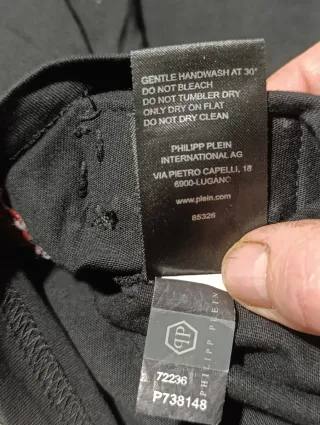 GENTLE HANDWASH AT 30°
DO NOT BLEACH
DO NOT TUMBLER DRY
ONLY DRY ON FLAT
DO NOT DRY CLEAN
PHILIPP PLEIN
INTERNATIONAL AG
VIA PIETRO CAPELLI, 18
6900-LUGANO
www.plein.com
85326
PHILIPP PLEIN
72236
P738148